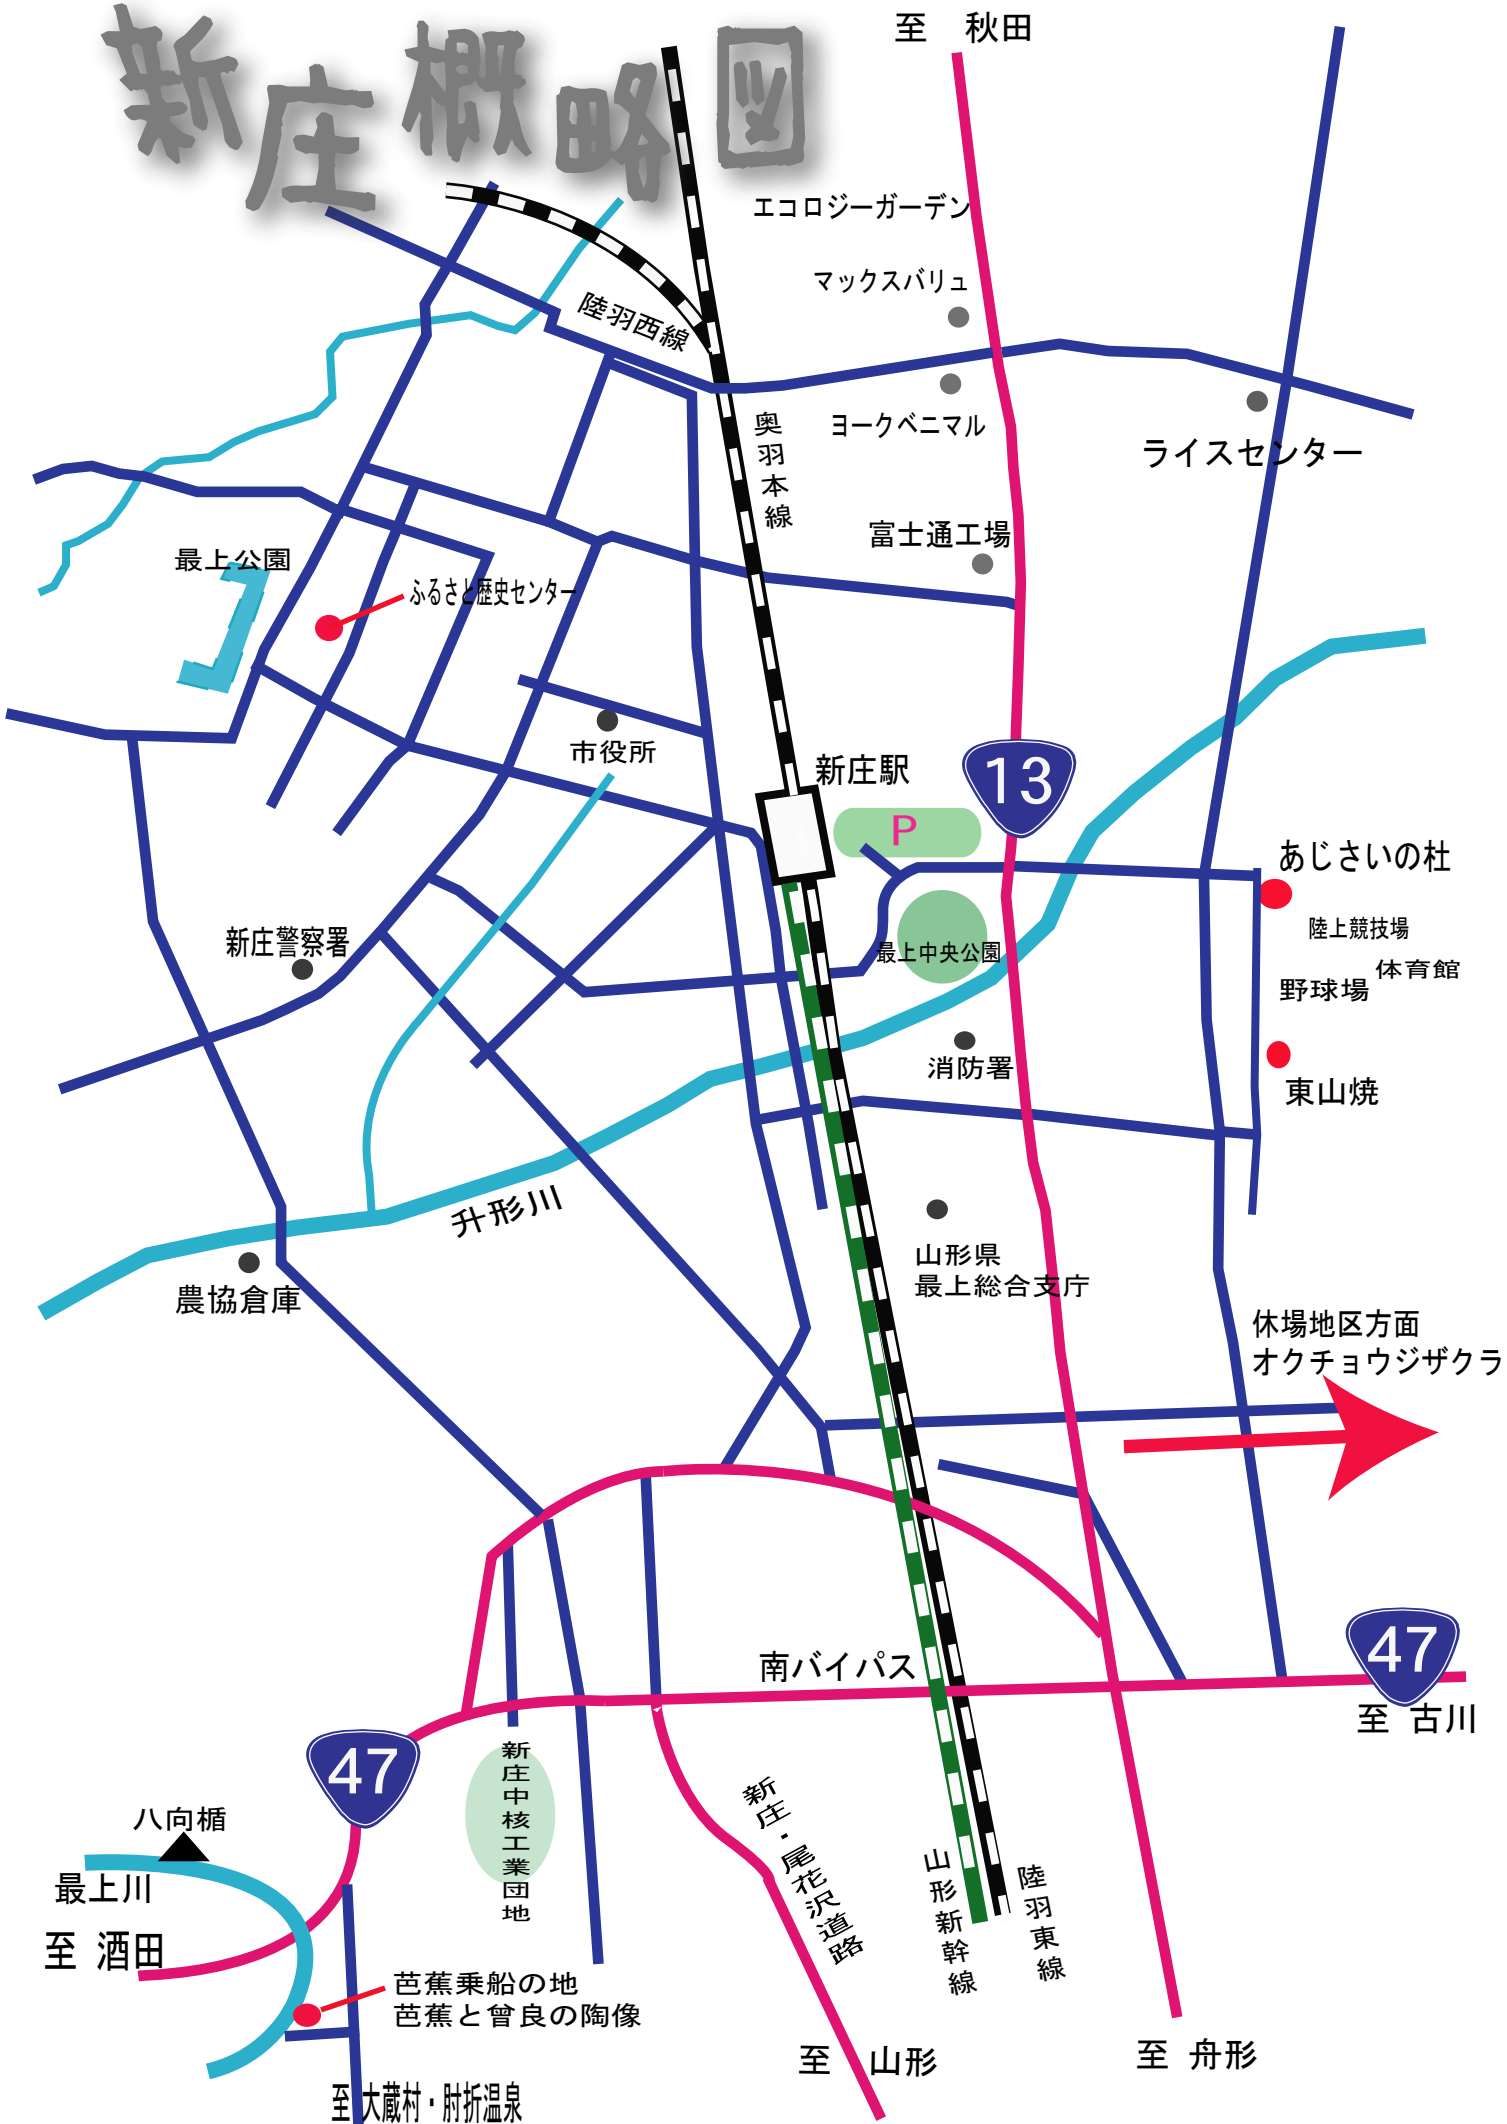 新庄概略図
至 秋田
エコロジーガーデン
マックスバリュ
陸羽西線
ヨークベニマル
奥羽本線
ライスセンター
富士通工場
最上公園
ふるさと歴史センター
市役所
新庄駅
13
P
あじさいの杜
新庄警察署
陸上競技場
最上中央公園
体育館
野球場
消防署
東山焼
升形川
山形県
最上総合支庁
農協倉庫
休場地区方面
オクチョウジザクラ
南バイパス
47
至 古川
新庄中核工業団地
47
新庄・尾花沢道路
八向楯
最上川
山形新幹線
陸羽東線
至 酒田
芭蕉乗船の地
芭蕉と曾良の陶像
至 山形
至 舟形
至 大蔵村・肘折温泉